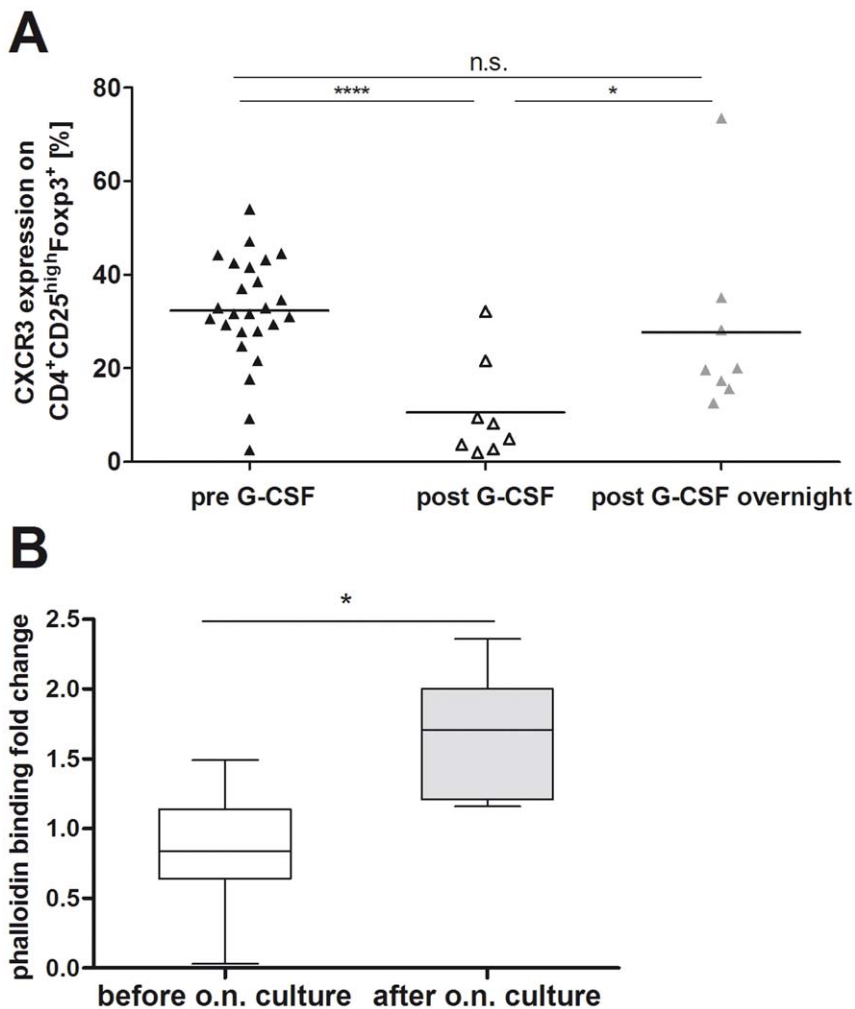 A
n.s.
**** *
CXCR3 expression on
CD4⁺CD25ʰⁱᵍʰFoxp3⁺ [%]
80
60
40
20
0
pre G-CSF post G-CSF post G-CSF overnight
B
*
phalloidin binding fold change
2.5
2.0
1.5
1.0
0.5
0.0
before o.n. culture after o.n. culture